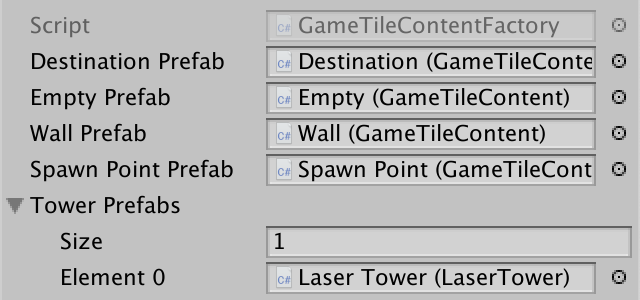 Script C# GameTileContentFactory
Destination Prefab C# Destination (GameTileConte
Empty Prefab C# Empty (GameTileContent)
Wall Prefab C# Wall (GameTileContent)
Spawn Point Prefab C# Spawn Point (GameTileCont
Tower Prefabs
Size 1
Element 0 C# Laser Tower (LaserTower)